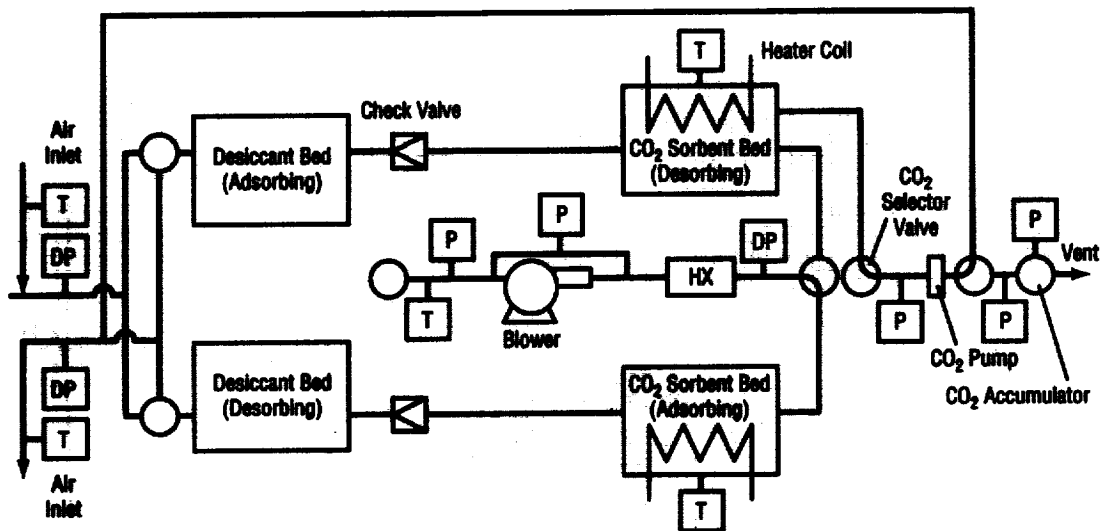 T
Heater Coil
Check Valve
Air
Inlet
Desiccant Bed
(Adsorbing)
CO₂ Sorbent Bed
(Desorbing)
CO₂
Selector
Valve
T
DP
P
P
DP
P
Vent
HX
T
Blower
P
P
CO₂ Pump
CO₂ Accumulator
DP
T
Air
Inlet
Desiccant Bed
(Desorbing)
CO₂ Sorbent Bed
(Adsorbing)
T